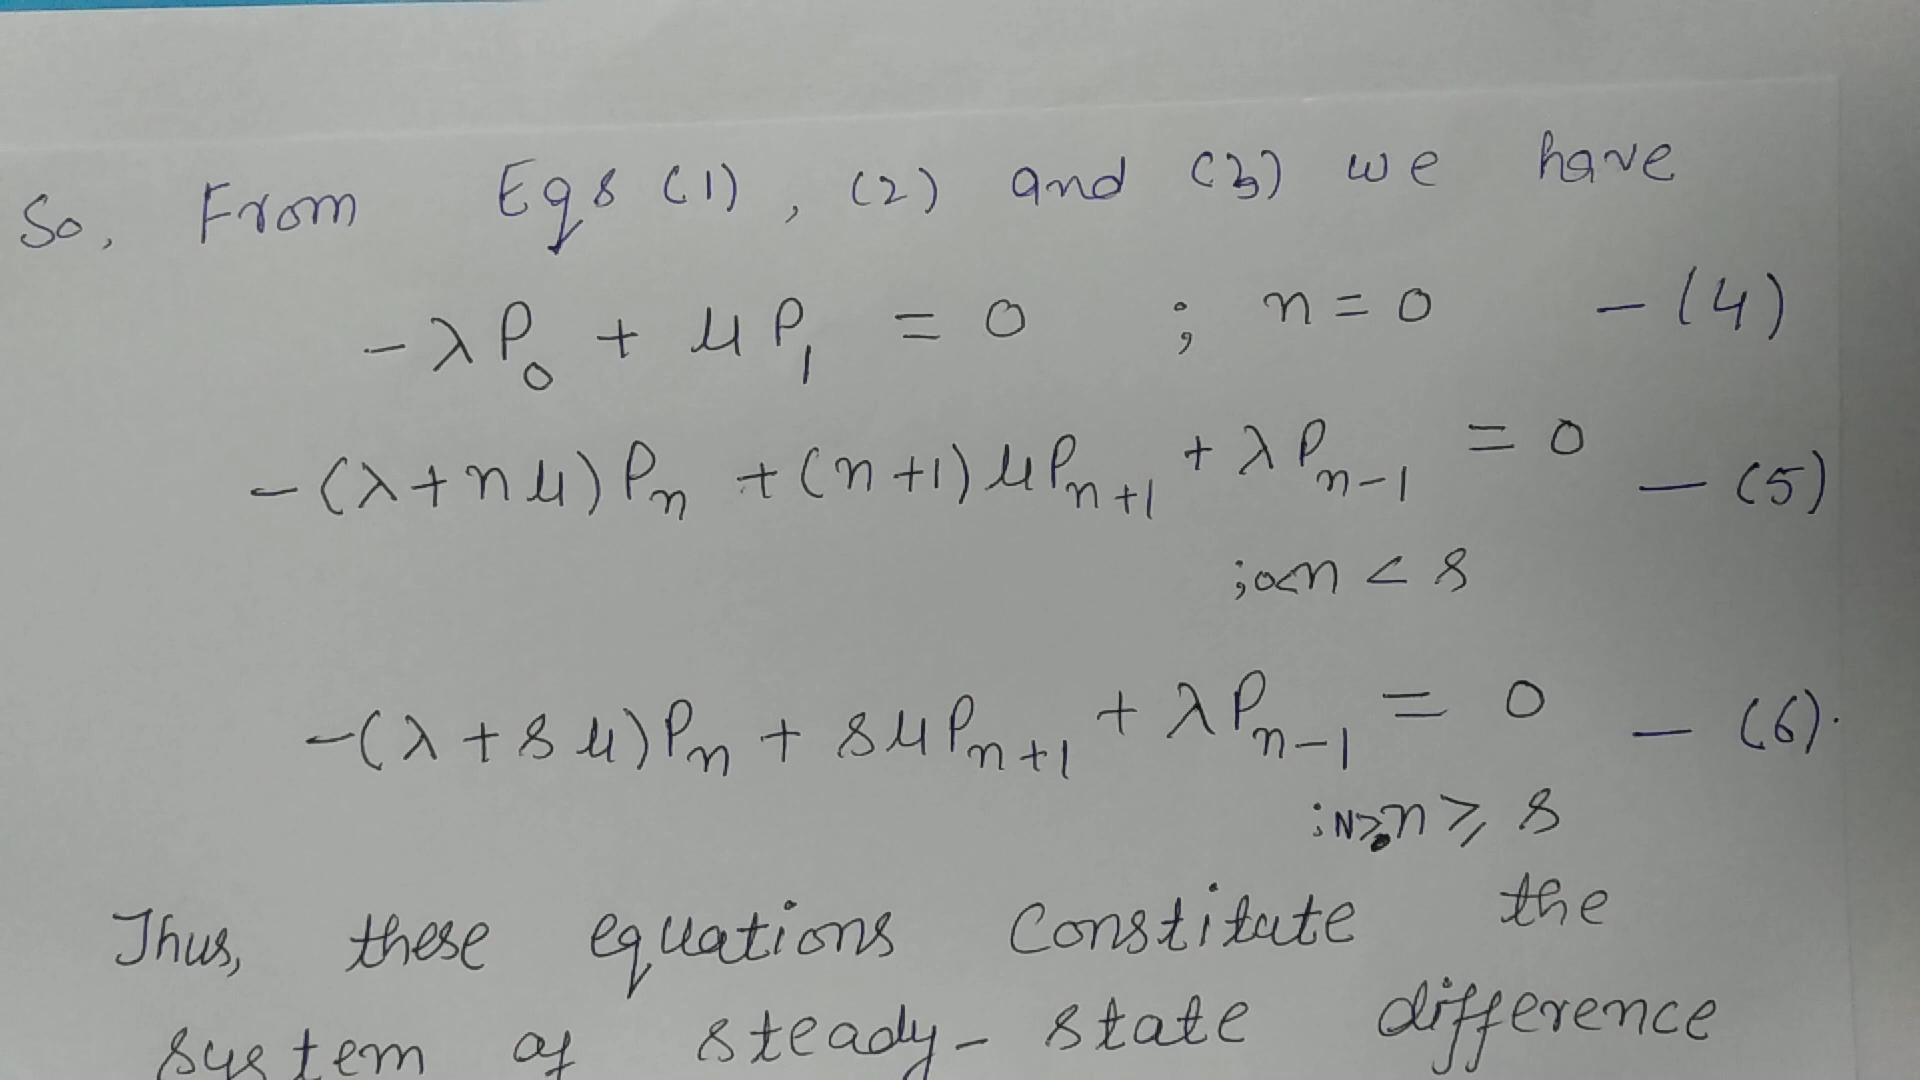 So, From Eqs (1), (2) and (3) we have
-λP₀ + μP₁ = 0 ; n = 0 - (4)
-(λ+nμ)Pₙ + (n+1)μPₙ₊₁ + λPₙ₋₁ = 0 - (5)
; 0<n < s
-(λ+sμ)Pₙ + sμPₙ₊₁ + λPₙ₋₁ = 0 - (6).
; N≥n ≥ s
Thus, these equations constitute the
system of steady-state difference